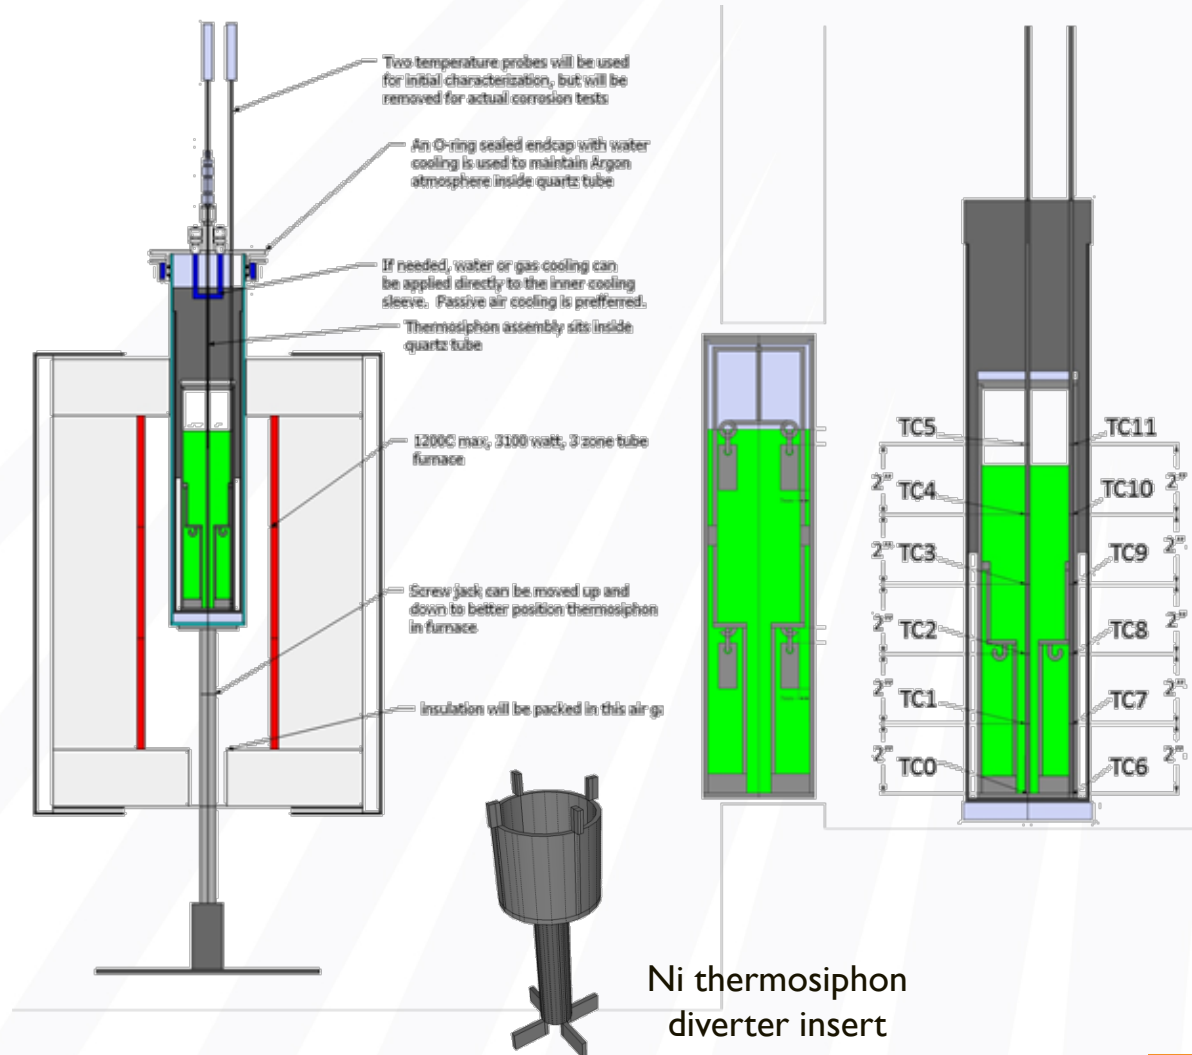 Two temperature probes will be used
for initial characterization, but will be
removed for actual corrosion tests
An O-ring sealed endcap with water
cooling is used to maintain Argon
atmosphere inside quartz tube
If needed, water or gas cooling can
be applied directly to the inner cooling
sleeve. Passive air cooling is prefferred.
Thermosiphon assembly sits inside
quartz tube
1200C max, 3100 watt, 3 zone tube
furnace
Screw jack can be moved up and
down to better position thermosiphon
in furnace
insulation will be packed in this air
Ni thermosiphon
diverter insert
TC5 TC11
2" 2"
TC4 TC10
2" 2"
TC3 TC9
2" 2"
TC2 TC8
2" 2"
TC1 TC7
2" 2"
TC0 TC6